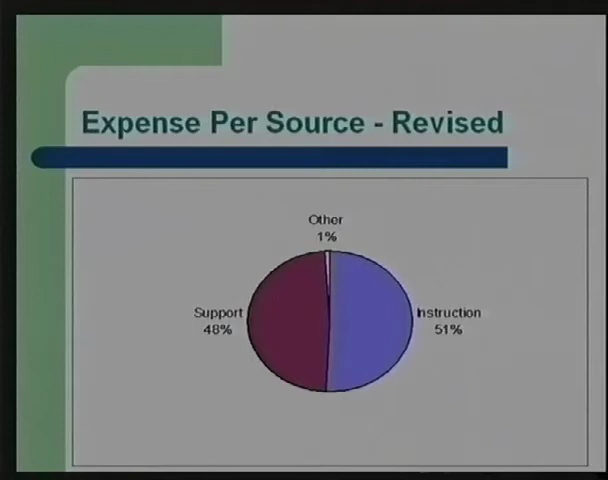 Expense Per Source - Revised
Other
1%
Support
48%
Instruction
51%